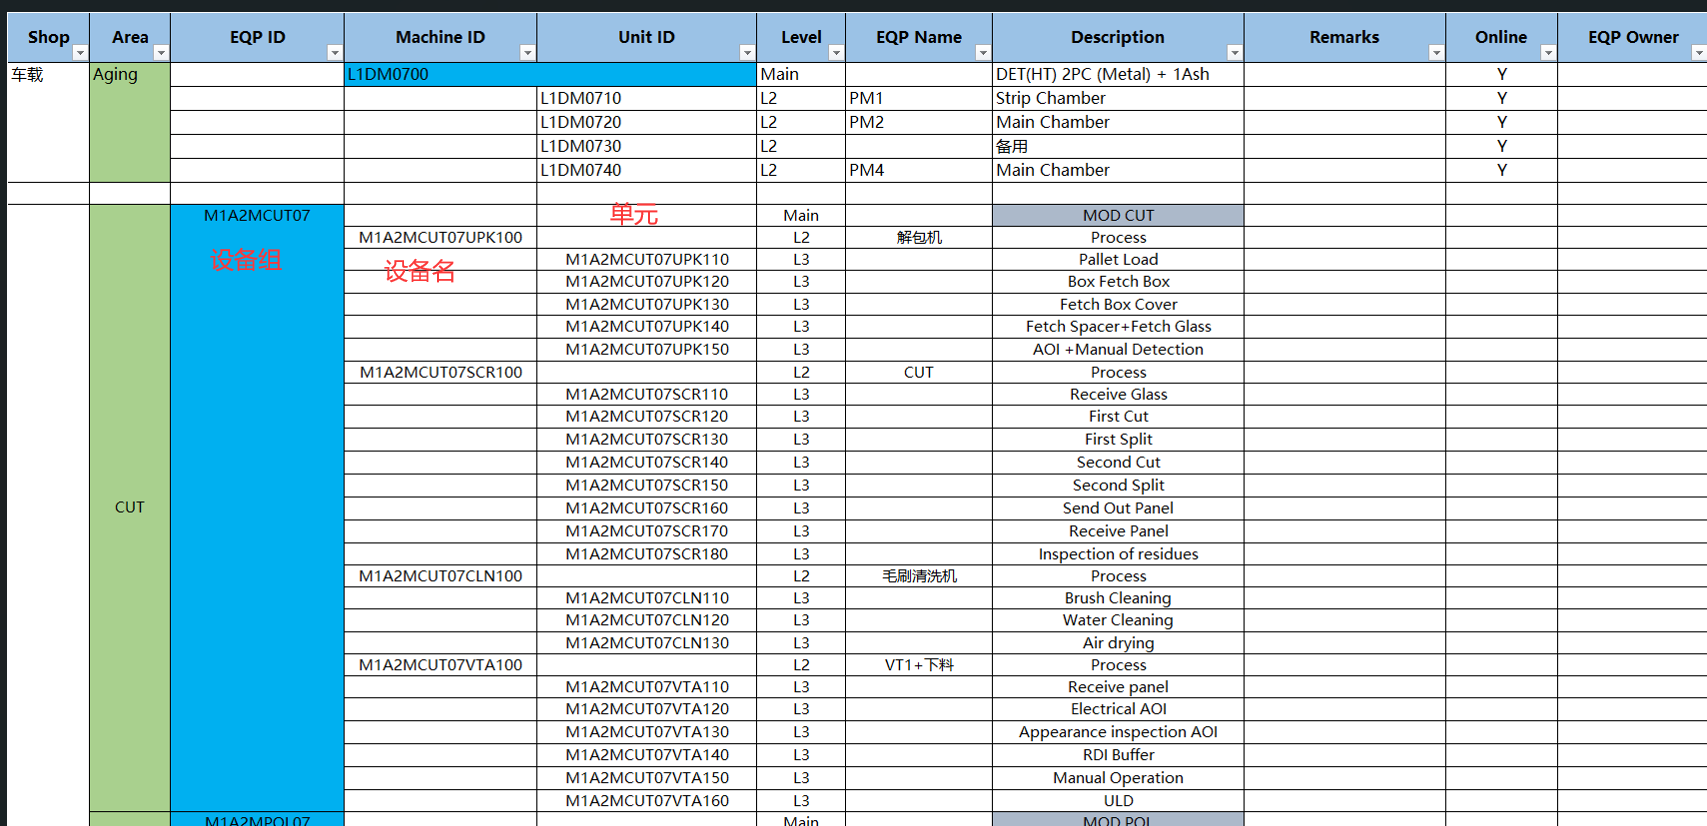 Shop Area EQP ID Machine ID Unit ID Level EQP Name Description Remarks Online EQP Owner
车载 Aging L1DM0700 Main DET(HT) 2PC (Metal) + 1Ash Y
L1DM0710 L2 PM1 Strip Chamber Y
L1DM0720 L2 PM2 Main Chamber Y
L1DM0730 L2 备用 Y
L1DM0740 L2 PM4 Main Chamber Y
M1A2MCUT07 单元 Main MOD CUT
M1A2MCUT07UPK100 L2 解包机 Process
设备组 设备名 M1A2MCUT07UPK110 L3 Pallet Load
M1A2MCUT07UPK120 L3 Box Fetch Box
M1A2MCUT07UPK130 L3 Fetch Box Cover
M1A2MCUT07UPK140 L3 Fetch Spacer+Fetch Glass
M1A2MCUT07UPK150 L3 AOI +Manual Detection
M1A2MCUT07SCR100 L2 CUT Process
M1A2MCUT07SCR110 L3 Receive Glass
M1A2MCUT07SCR120 L3 First Cut
M1A2MCUT07SCR130 L3 First Split
M1A2MCUT07SCR140 L3 Second Cut
M1A2MCUT07SCR150 L3 Second Split
CUT M1A2MCUT07SCR160 L3 Send Out Panel
M1A2MCUT07SCR170 L3 Receive Panel
M1A2MCUT07SCR180 L3 Inspection of residues
M1A2MCUT07CLN100 L2 毛刷清洗机 Process
M1A2MCUT07CLN110 L3 Brush Cleaning
M1A2MCUT07CLN120 L3 Water Cleaning
M1A2MCUT07CLN130 L3 Air drying
M1A2MCUT07VTA100 L2 VT1+下料 Process
M1A2MCUT07VTA110 L3 Receive panel
M1A2MCUT07VTA120 L3 Electrical AOI
M1A2MCUT07VTA130 L3 Appearance inspection AOI
M1A2MCUT07VTA140 L3 RDI Buffer
M1A2MCUT07VTA150 L3 Manual Operation
M1A2MCUT07VTA160 L3 ULD
M1A2MPOL07 Main MOD POL